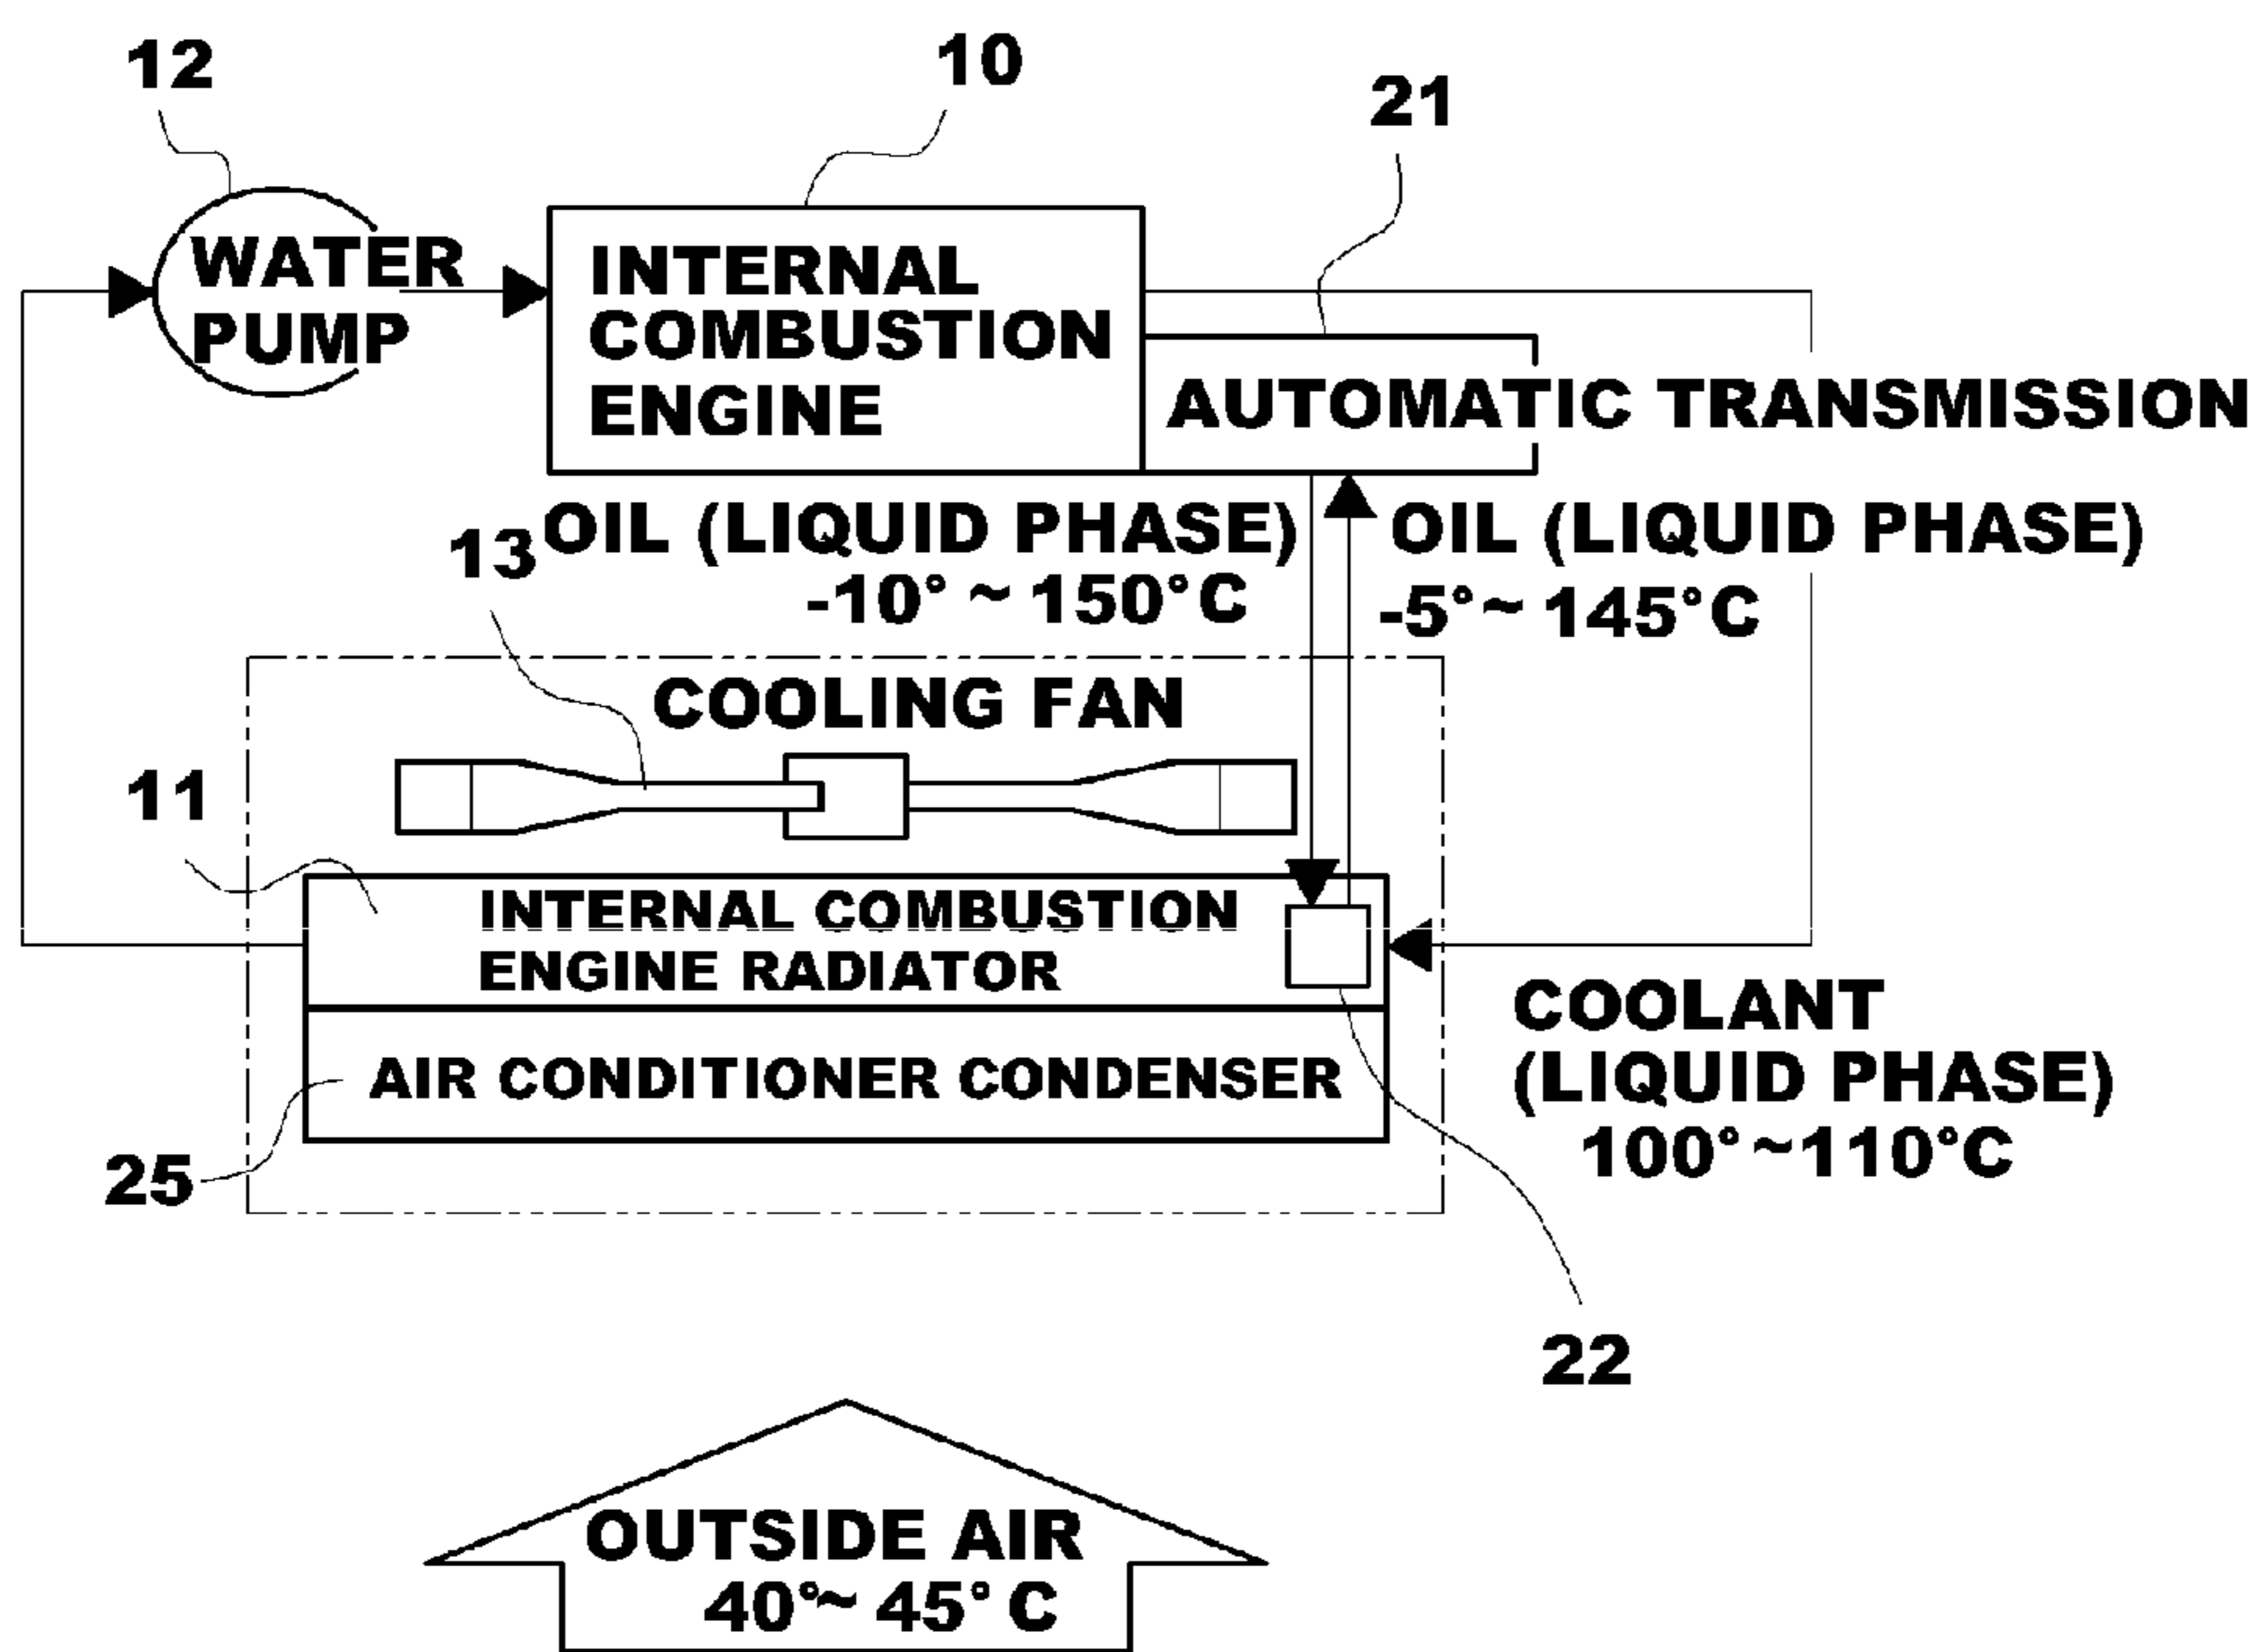 12
10
21
WATER
PUMP
INTERNAL
COMBUSTION
ENGINE
AUTOMATIC TRANSMISSION
13
OIL (LIQUID PHASE)
-10° ~ 150°C
OIL (LIQUID PHASE)
-5°~ 145°C
COOLING FAN
11
INTERNAL COMBUSTION
ENGINE RADIATOR
AIR CONDITIONER CONDENSER
25
COOLANT
(LIQUID PHASE)
100°~110°C
22
OUTSIDE AIR
40°~ 45°C